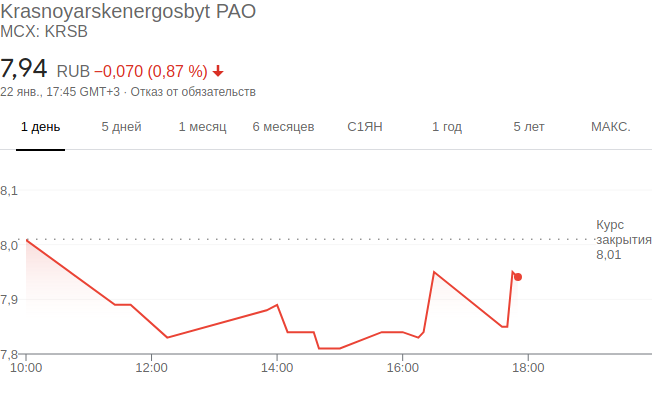 Krasnoyarskenergosbyt PAO
MCX: KRSB
7,94 RUB −0,070 (0,87 %)
22 янв., 17:45 GMT+3 · Отказ от обязательств
1 день 5 дней 1 месяц 6 месяцев С1ЯН 1 год 5 лет МАКС.
8,1
Курс
закрытия
8,01
8,0
7,9
7,8
10:00 12:00 14:00 16:00 18:00